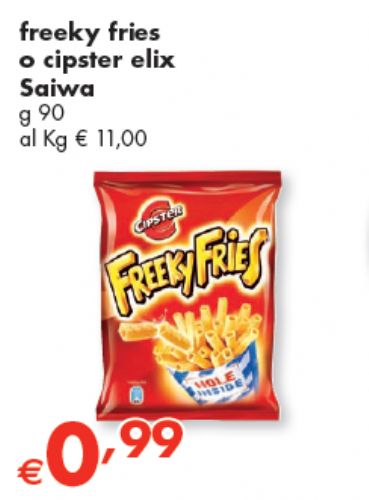 freeky fries
o cipster elix
Saiwa
g 90
al Kg € 11,00
CIPSTER
FREEKY FRIES
HOLE
INSIDE
€0,99